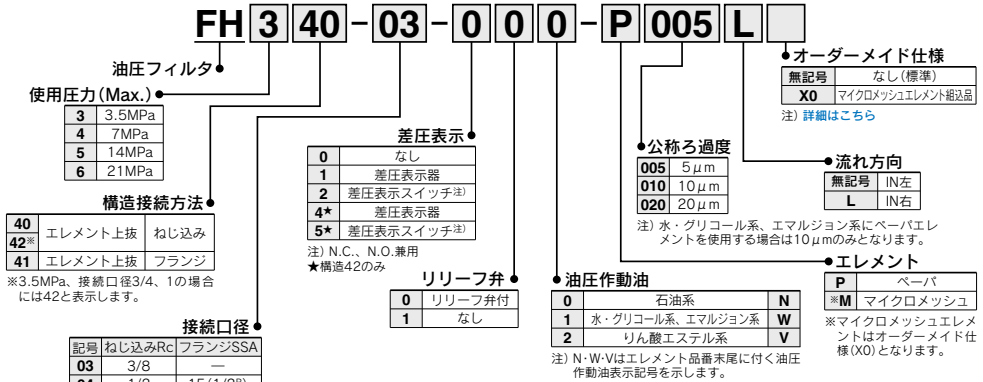 FH 3 40-03-0 0 0-P 005 L
油圧フィルタ
使用圧力(Max.)
3 3.5MPa
4 7MPa
5 14MPa
6 21MPa
構造接続方法
40 エレメント上抜 ねじ込み
42※
41 エレメント上抜 フランジ
※3.5MPa、接続口径3/4、1の場合
には42と表示します。
接続口径
記号 ねじ込みRc フランジSSA
03 3/8 —
差圧表示
0 なし
1 差圧表示器
2 差圧表示スイッチ注)
4★ 差圧表示器
5★ 差圧表示スイッチ注)
注) N.C.、N.O.兼用
★構造42のみ
リリーフ弁
0 リリーフ弁付
1 なし
油圧作動油
0 石油系 N
1 水・グリコール系、エマルジョン系 W
2 りん酸エステル系 V
注) N・W・Vはエレメント品番末尾に付く油圧
作動油表示記号を示します。
公称ろ過度
005 5μm
010 10μm
020 20μm
注) 水・グリコール系、エマルジョン系にペーパエレ
メントを使用する場合は10μmのみとなります。
オーダーメイド仕様
無記号 なし(標準)
X0 マイクロメッシュエレメント組込品
注) 詳細はこちら
流れ方向
無記号 IN左
L IN右
エレメント
P ペーパ
※M マイクロメッシュ
※マイクロメッシュエレメ
ントはオーダーメイド仕
様(X0)となります。